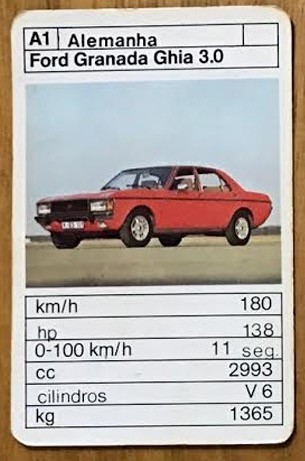 A1 Alemanha
Ford Granada Ghia 3.0
km/h 180
hp 138
0-100 km/h 11 seg.
cc 2993
cilindros V 6
kg 1365